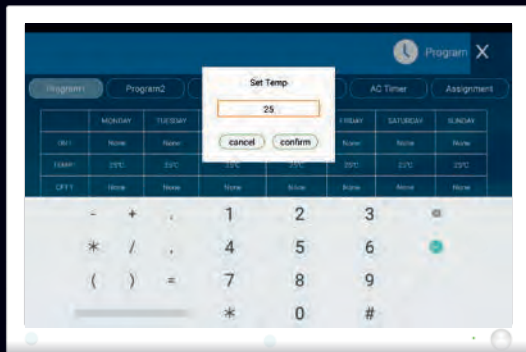 Program X
Program1 Program2 AC Timer Assignment
Set Temp
25
cancel confirm
MONDAY TUESDAY FRIDAY SATURDAY SUNDAY
ON1 None None None None None
TEMP1 25°C 25°C 25°C 25°C 25°C 25°C 25°C
OFF1 None None None None None None None
- + , 1 2 3
* / . 4 5 6
( ) = 7 8 9
* 0 #